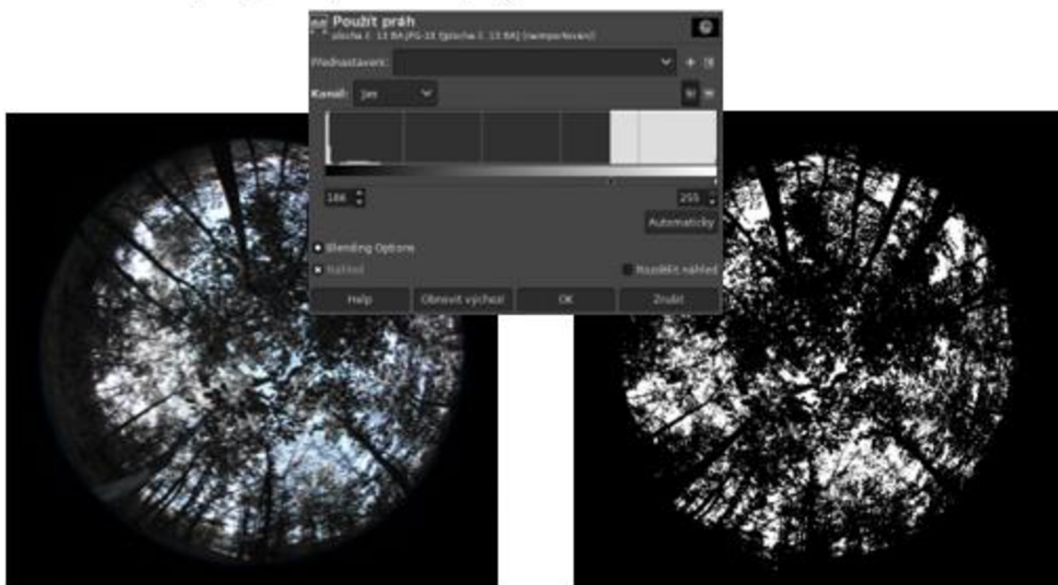 Použít práh
Přednastavení:
Kanál: Jas
186
255
Automaticky
Blending Options
Náhled
Rozdělit náhled
Help
Obnovit výchozí
OK
Zrušit